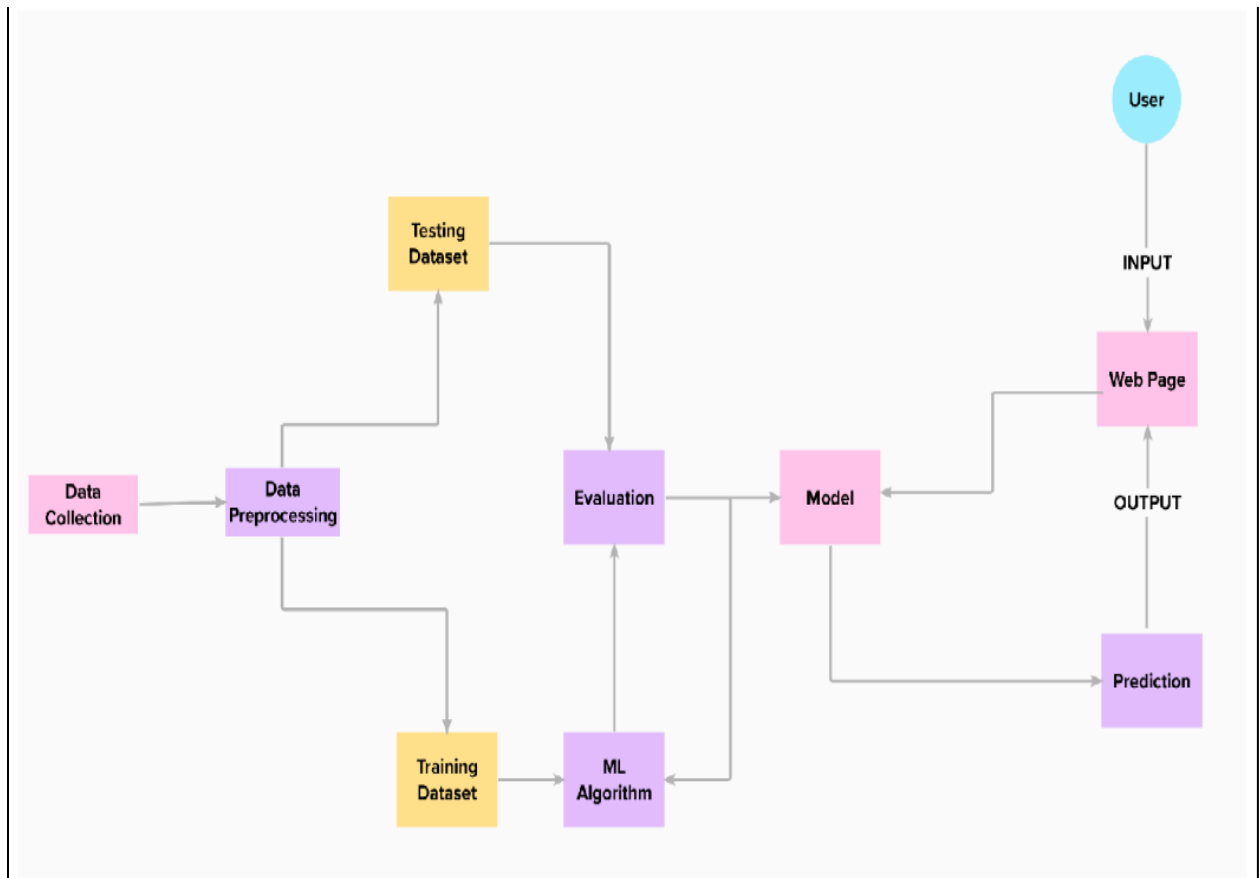 User
Testing
Dataset
INPUT
Web Page
Data
Collection
Data
Preprocessing
Evaluation
Model
OUTPUT
Prediction
Training
Dataset
ML
Algorithm